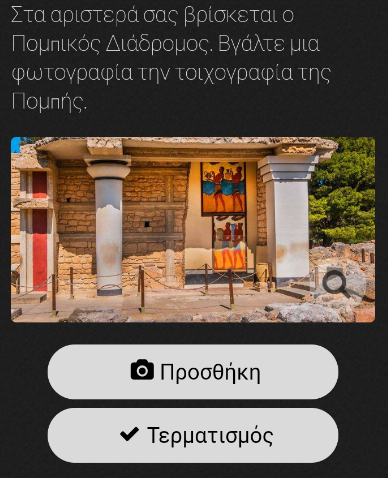 Στα αριστερά σας βρίσκεται ο
Πομπικός Διάδρομος. Βγάλτε μια
φωτογραφία την τοιχογραφία της
Πομπής.
Προσθήκη
Τερματισμός